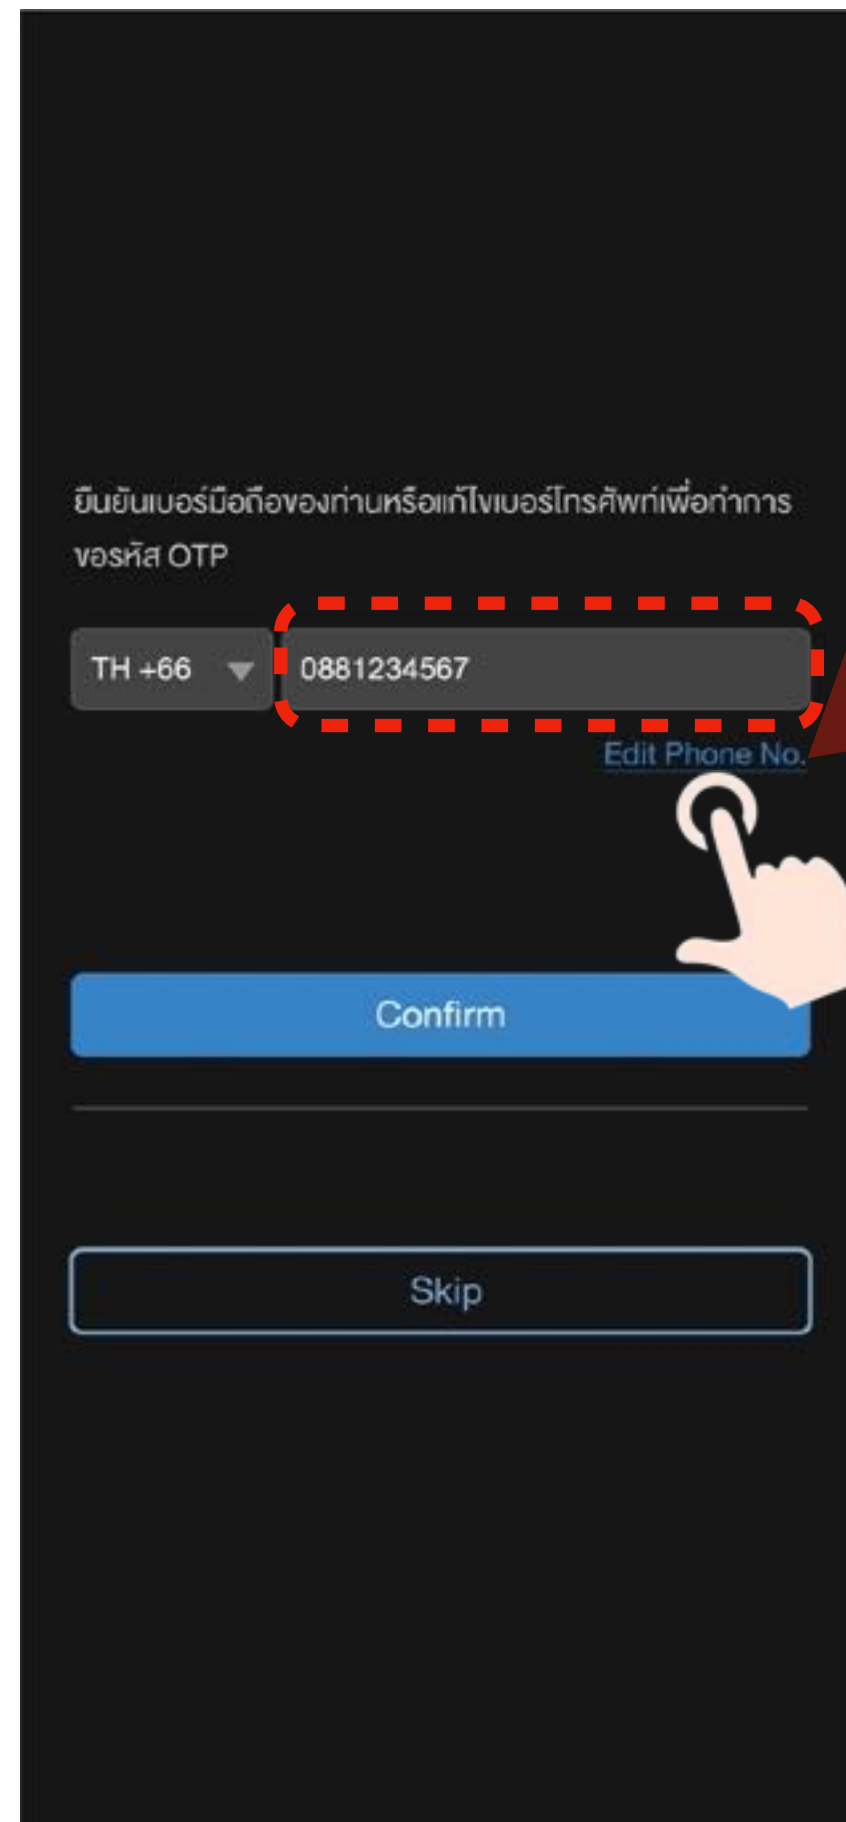 ยืนยันเบอร์มือถือของท่านหรือแก้ไขเบอร์โทรศัพท์เพื่อทำการ
ขอรหัส OTP
TH +66
0881234567
Edit Phone No.
Confirm
Skip